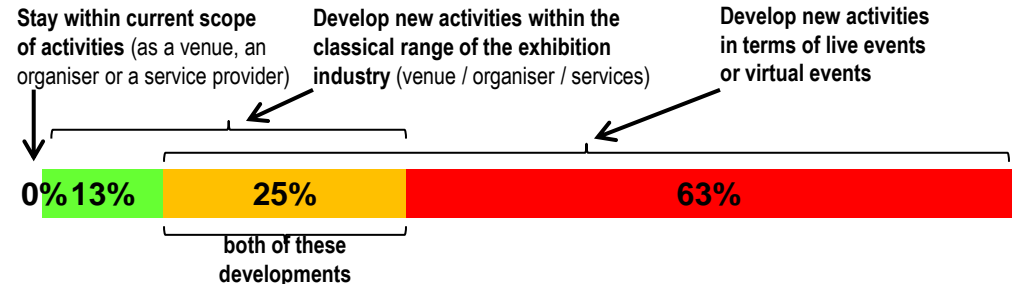 Stay within current scope
of activities (as a venue, an
organiser or a service provider)
Develop new activities within the
classical range of the exhibition
industry (venue / organiser / services)
Develop new activities
in terms of live events
or virtual events
0% 13% 25% 63%
both of these
developments